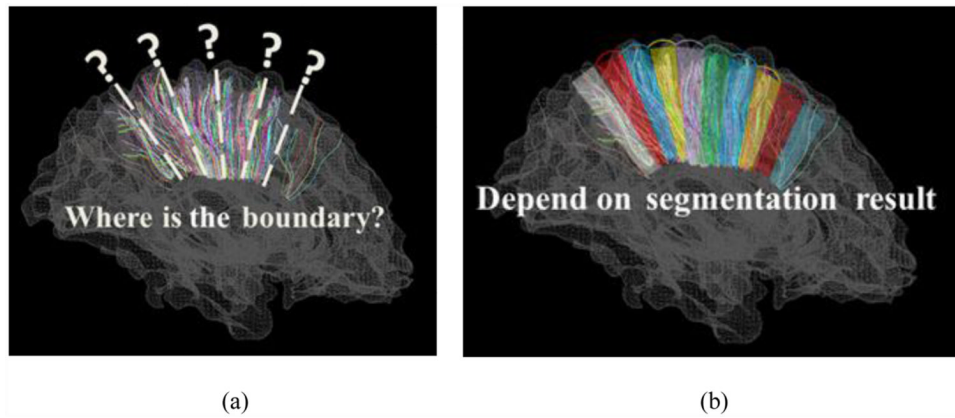 ? ? ? ? ?
Where is the boundary?
Depend on segmentation result
(a)
(b)